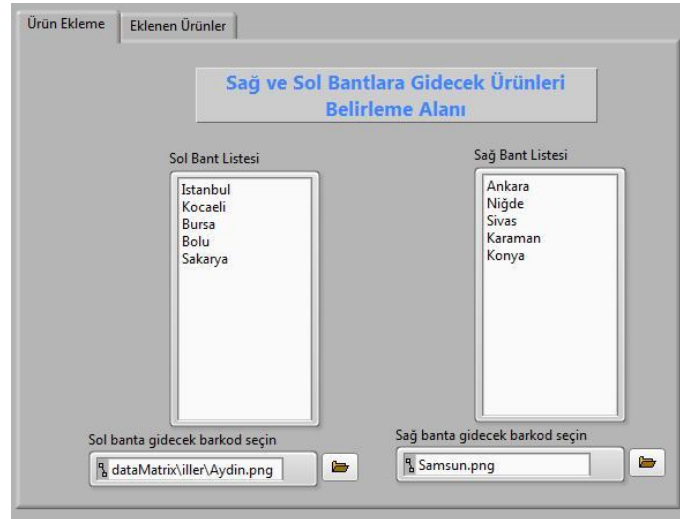 Ürün Ekleme
Eklenen Ürünler
Sağ ve Sol Bantlara Gidecek Ürünleri
Belirleme Alanı
Sol Bant Listesi
Istanbul
Kocaeli
Bursa
Bolu
Sakarya
Sağ Bant Listesi
Ankara
Niğde
Sivas
Karaman
Konya
Sol banta gidecek barkod seçin
dataMatrix\iller\Aydin.png
Sağ banta gidecek barkod seçin
Samsun.png